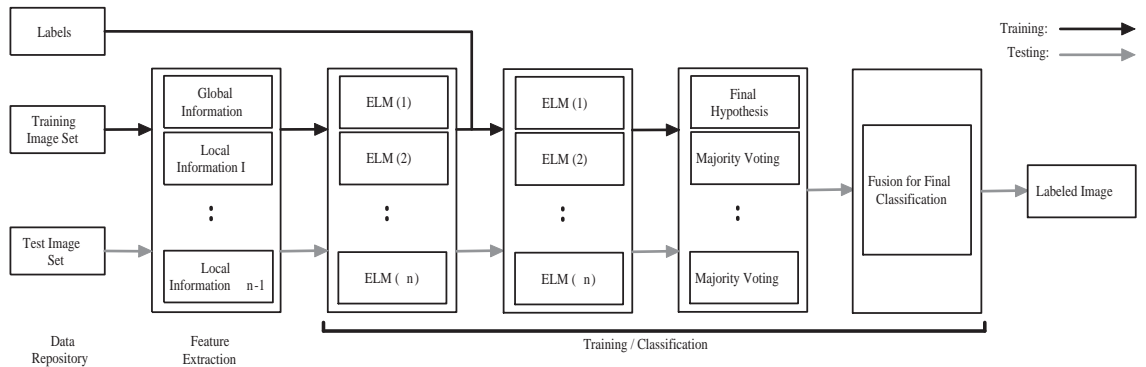 Labels
Training:
Testing:
Training
Image Set
Test Image
Set
Global
Information
Local
Information I
:
Local
Information n-1
ELM (1)
ELM (2)
:
ELM ( n)
ELM (1)
ELM (2)
:
ELM ( n)
Final
Hypothesis
Majority Voting
:
Majority Voting
Fusion for Final
Classification
Labeled Image
Data
Repository
Feature
Extraction
Training / Classification